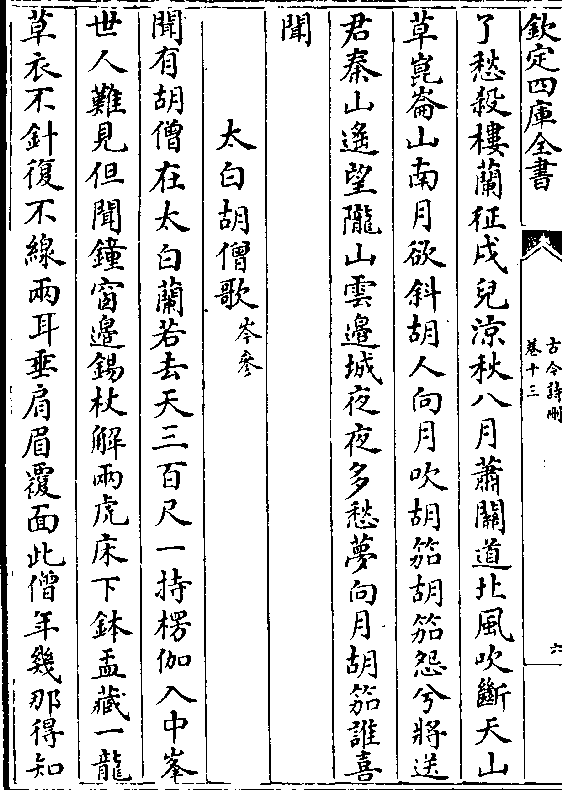 欽定四庫全書
古今詩刪
卷十三
六
了愁殺樓蘭征戍兒涼秋八月蕭關道北風吹斷天山
草崑崙山南月欲斜胡人向月吹胡笳胡笳怨兮將送
君秦山遙望隴山雲邉城夜夜多愁夢向月胡笳誰喜
聞
太白胡僧歌岑參
聞有胡僧在太白蘭若去天三百尺一持楞伽入中峯
世人難見但聞鐘窗邉錫杖解兩虎床下鉢盂藏一龍
草衣不針復不線兩耳垂肩眉覆面此僧年幾那得知